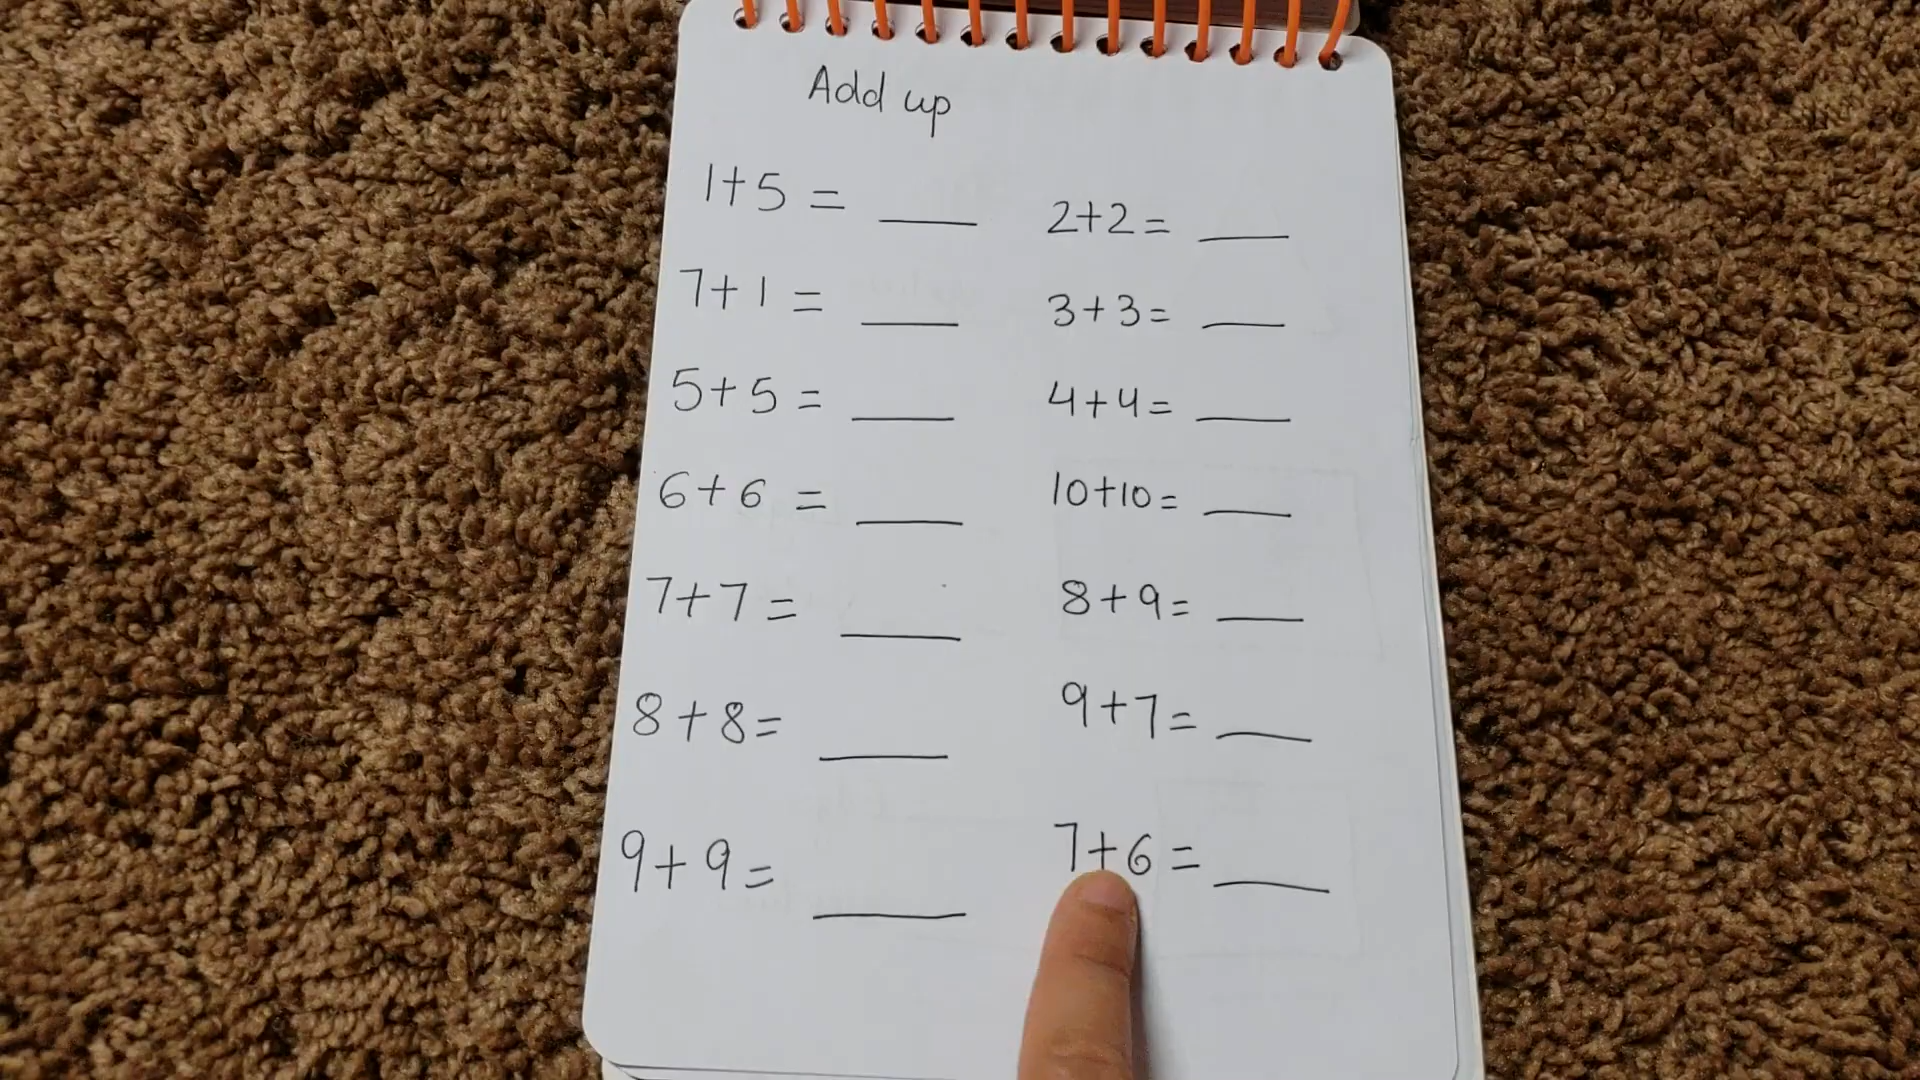 Add up
1+5 = ____
7+1 = ____
5+5 = ____
6+6 = ____
7+7 = ____
8+8= ____
9+9= ____
2+2= ____
3+3= ____
4+4= ____
10+10= ____
8+9= ____
9+7= ____
7+6 = ____